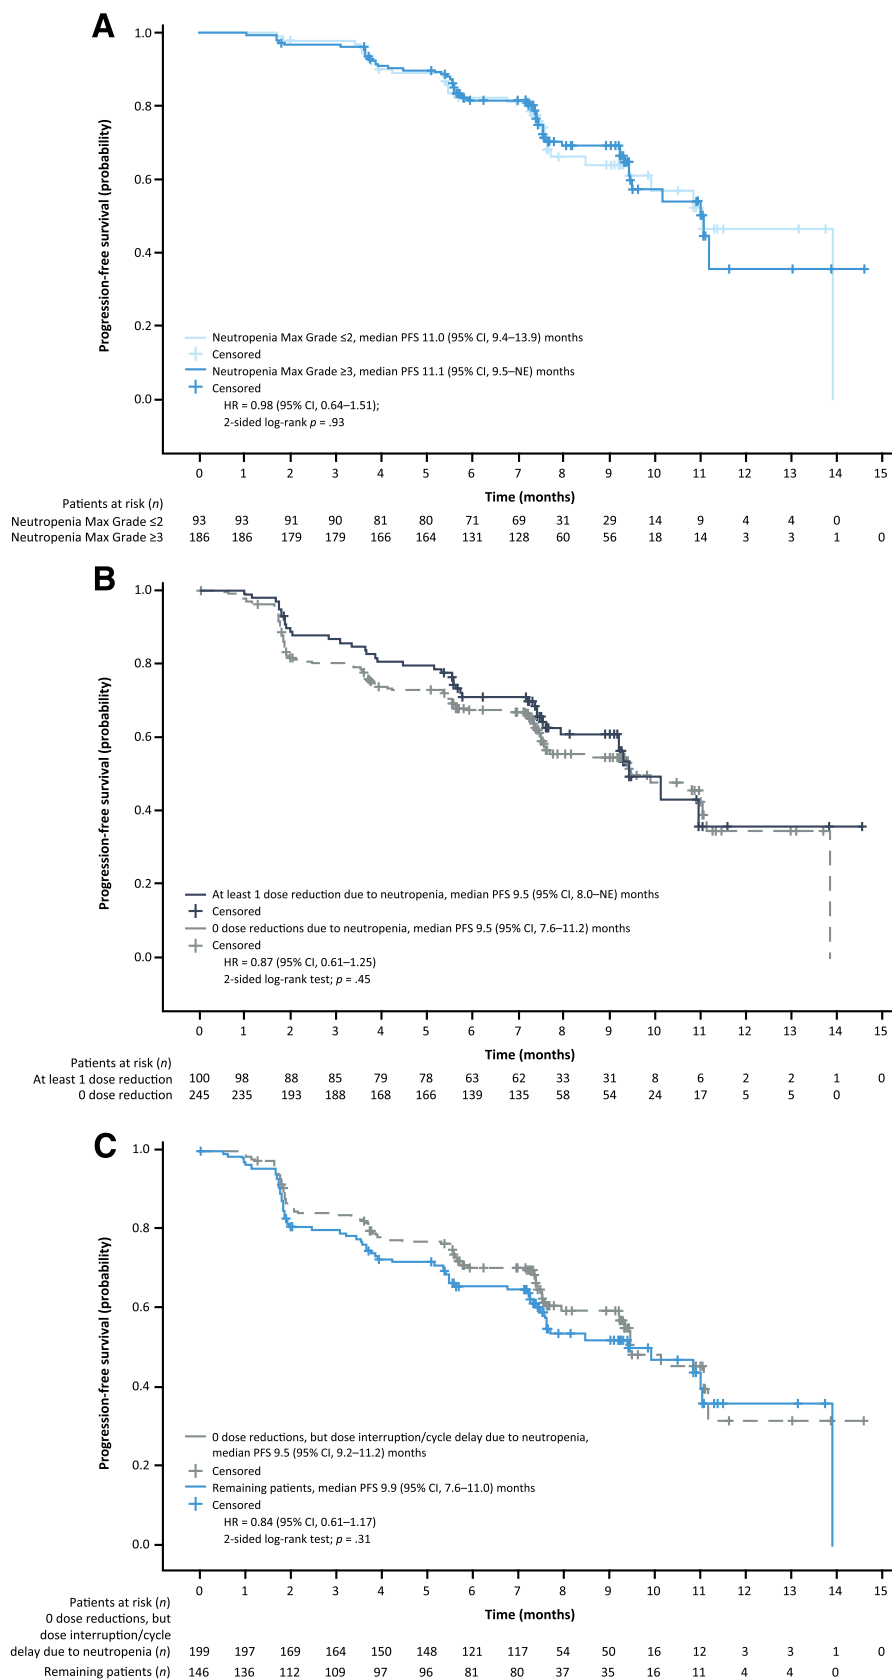 A
Progression-free survival (probability)
1.0
0.8
0.6
0.4
0.2
0.0
Neutropenia Max Grade ≤2, median PFS 11.0 (95% CI, 9.4–13.9) months
Censored
Neutropenia Max Grade ≥3, median PFS 11.1 (95% CI, 9.5–NE) months
Censored
HR = 0.98 (95% CI, 0.64–1.51);
2-sided log-rank p = .93
0 1 2 3 4 5 6 7 8 9 10 11 12 13 14 15
Time (months)
Patients at risk (n)
Neutropenia Max Grade ≤2 93 93 91 90 81 80 71 69 31 29 14 9 4 4 0
Neutropenia Max Grade ≥3 186 186 179 179 166 164 131 128 60 56 18 14 3 3 1 0
B
Progression-free survival (probability)
1.0
0.8
0.6
0.4
0.2
0.0
At least 1 dose reduction due to neutropenia, median PFS 9.5 (95% CI, 8.0–NE) months
Censored
0 dose reductions due to neutropenia, median PFS 9.5 (95% CI, 7.6–11.2) months
Censored
HR = 0.87 (95% CI, 0.61–1.25)
2-sided log-rank test; p = .45
0 1 2 3 4 5 6 7 8 9 10 11 12 13 14 15
Time (months)
Patients at risk (n)
At least 1 dose reduction 100 98 88 85 79 78 63 62 33 31 8 6 2 2 1 0
0 dose reduction 245 235 193 188 168 166 139 135 58 54 24 17 5 5 0
C
Progression-free survival (probability)
1.0
0.8
0.6
0.4
0.2
0.0
0 dose reductions, but dose interruption/cycle delay due to neutropenia,
median PFS 9.5 (95% CI, 9.2–11.2) months
Censored
Remaining patients, median PFS 9.9 (95% CI, 7.6–11.0) months
Censored
HR = 0.84 (95% CI, 0.61–1.17)
2-sided log-rank test; p = .31
0 1 2 3 4 5 6 7 8 9 10 11 12 13 14 15
Time (months)
Patients at risk (n)
0 dose reductions, but
dose interruption/cycle
delay due to neutropenia (n) 199 197 169 164 150 148 121 117 54 50 16 12 3 3 1 0
Remaining patients (n) 146 136 112 109 97 96 81 80 37 35 16 11 4 4 0